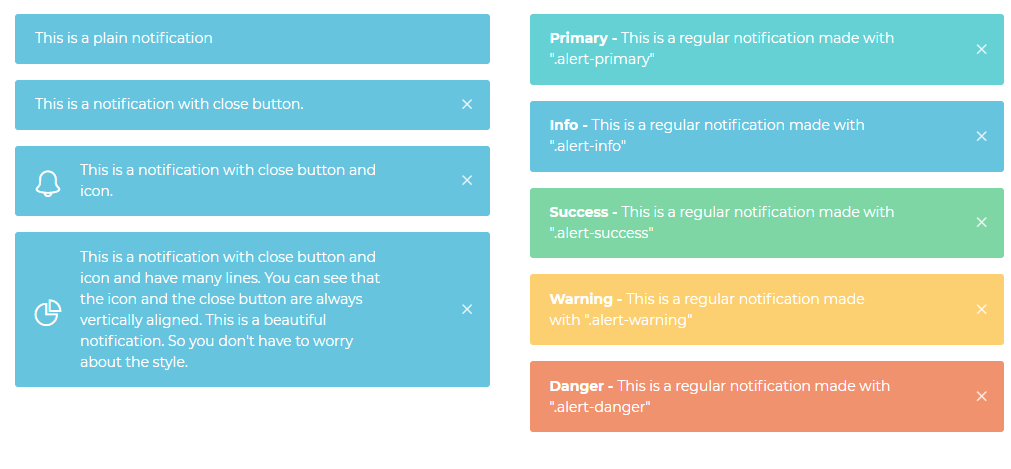 This is a plain notification
This is a notification with close button.
This is a notification with close button and
icon.
This is a notification with close button and
icon and have many lines. You can see that
the icon and the close button are always
vertically aligned. This is a beautiful
notification. So you don't have to worry
about the style.
Primary - This is a regular notification made with
".alert-primary"
Info - This is a regular notification made with
".alert-info"
Success - This is a regular notification made with
".alert-success"
Warning - This is a regular notification made
with ".alert-warning"
Danger - This is a regular notification made with
".alert-danger"